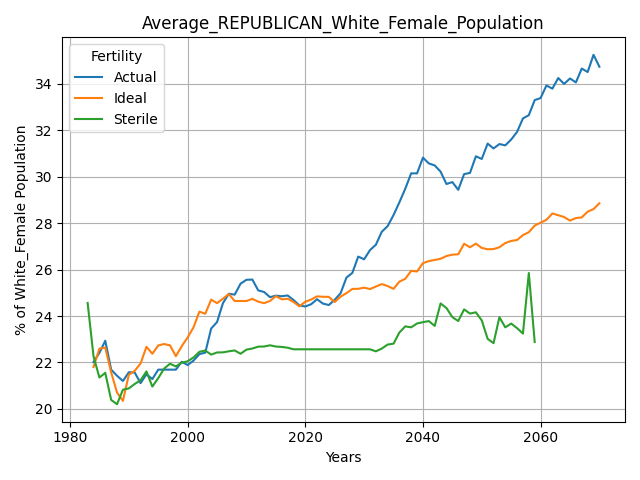 Average_REPUBLICAN_White_Female_Population
Fertility
Actual
Ideal
Sterile
% of White_Female Population
34
32
30
28
26
24
22
20
1980
2000
2020
2040
2060
Years